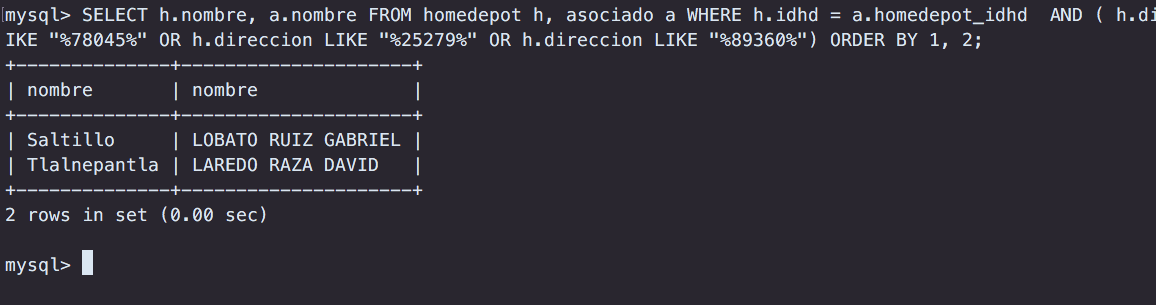 mysql> SELECT h.nombre, a.nombre FROM homedepot h, asociado a WHERE h.idhd = a.homedepot_idhd  AND ( h.di
IKE "%78045%" OR h.direccion LIKE "%25279%" OR h.direccion LIKE "%89360%") ORDER BY 1, 2;
+--------------+---------------------+
| nombre       | nombre              |
+--------------+---------------------+
| Saltillo     | LOBATO RUIZ GABRIEL |
| Tlalnepantla | LAREDO RAZA DAVID   |
+--------------+---------------------+
2 rows in set (0.00 sec)
mysql>